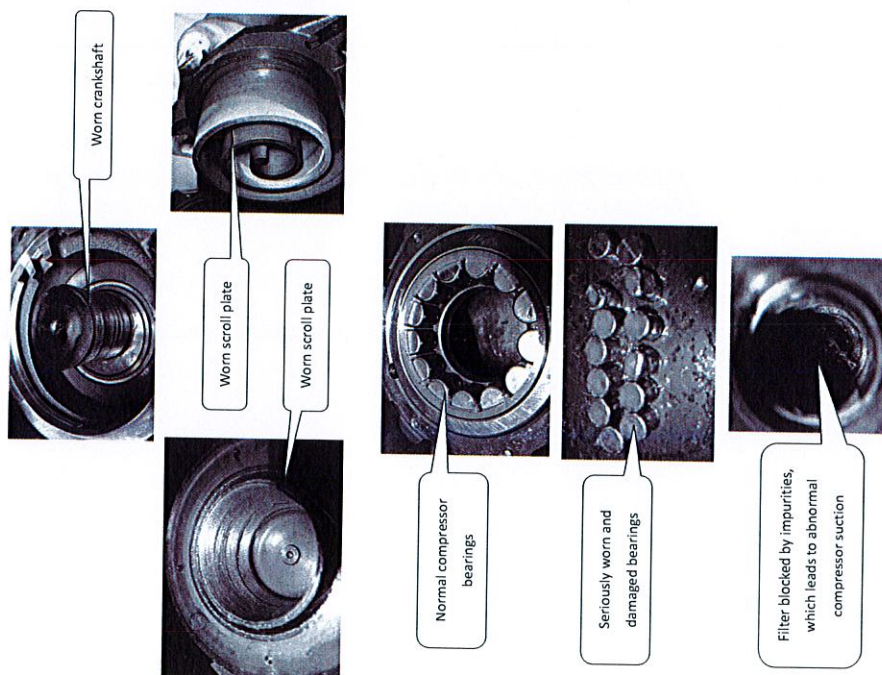 Worn crankshaft
Worn scroll plate
Worn scroll plate
Normal compressor
bearings
Seriously worn and
damaged bearings
Filter blocked by impurities,
which leads to abnormal
compressor suction